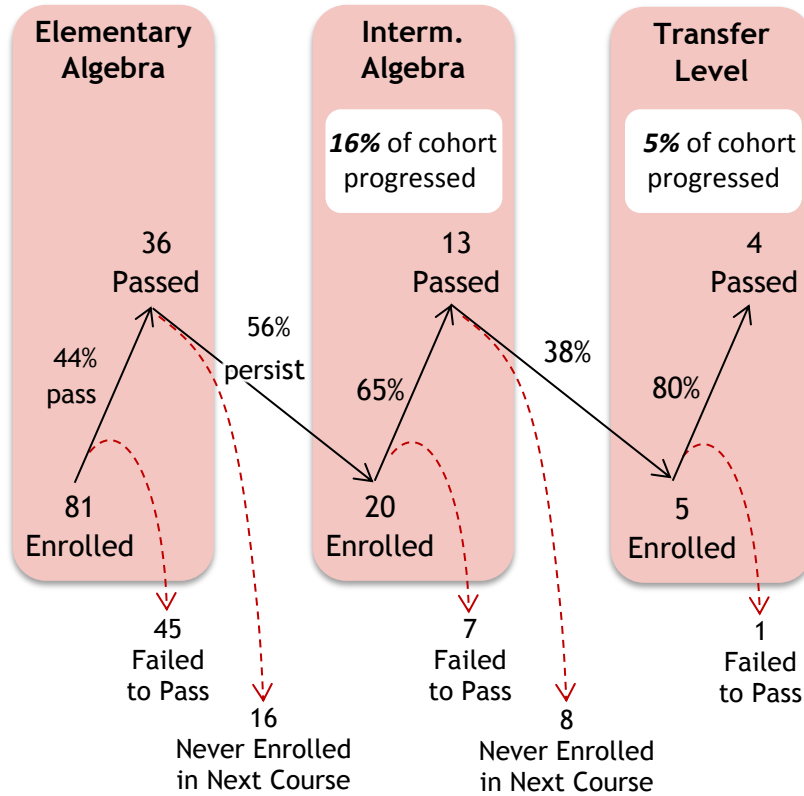 Elementary
Algebra
36
Passed
44%
pass
81
Enrolled
45
Failed
to Pass
56%
persist
16
Never Enrolled
in Next Course
Interm.
Algebra
16% of cohort
progressed
13
Passed
65%
20
Enrolled
7
Failed
to Pass
38%
8
Never Enrolled
in Next Course
Transfer
Level
5% of cohort
progressed
4
Passed
80%
5
Enrolled
1
Failed
to Pass